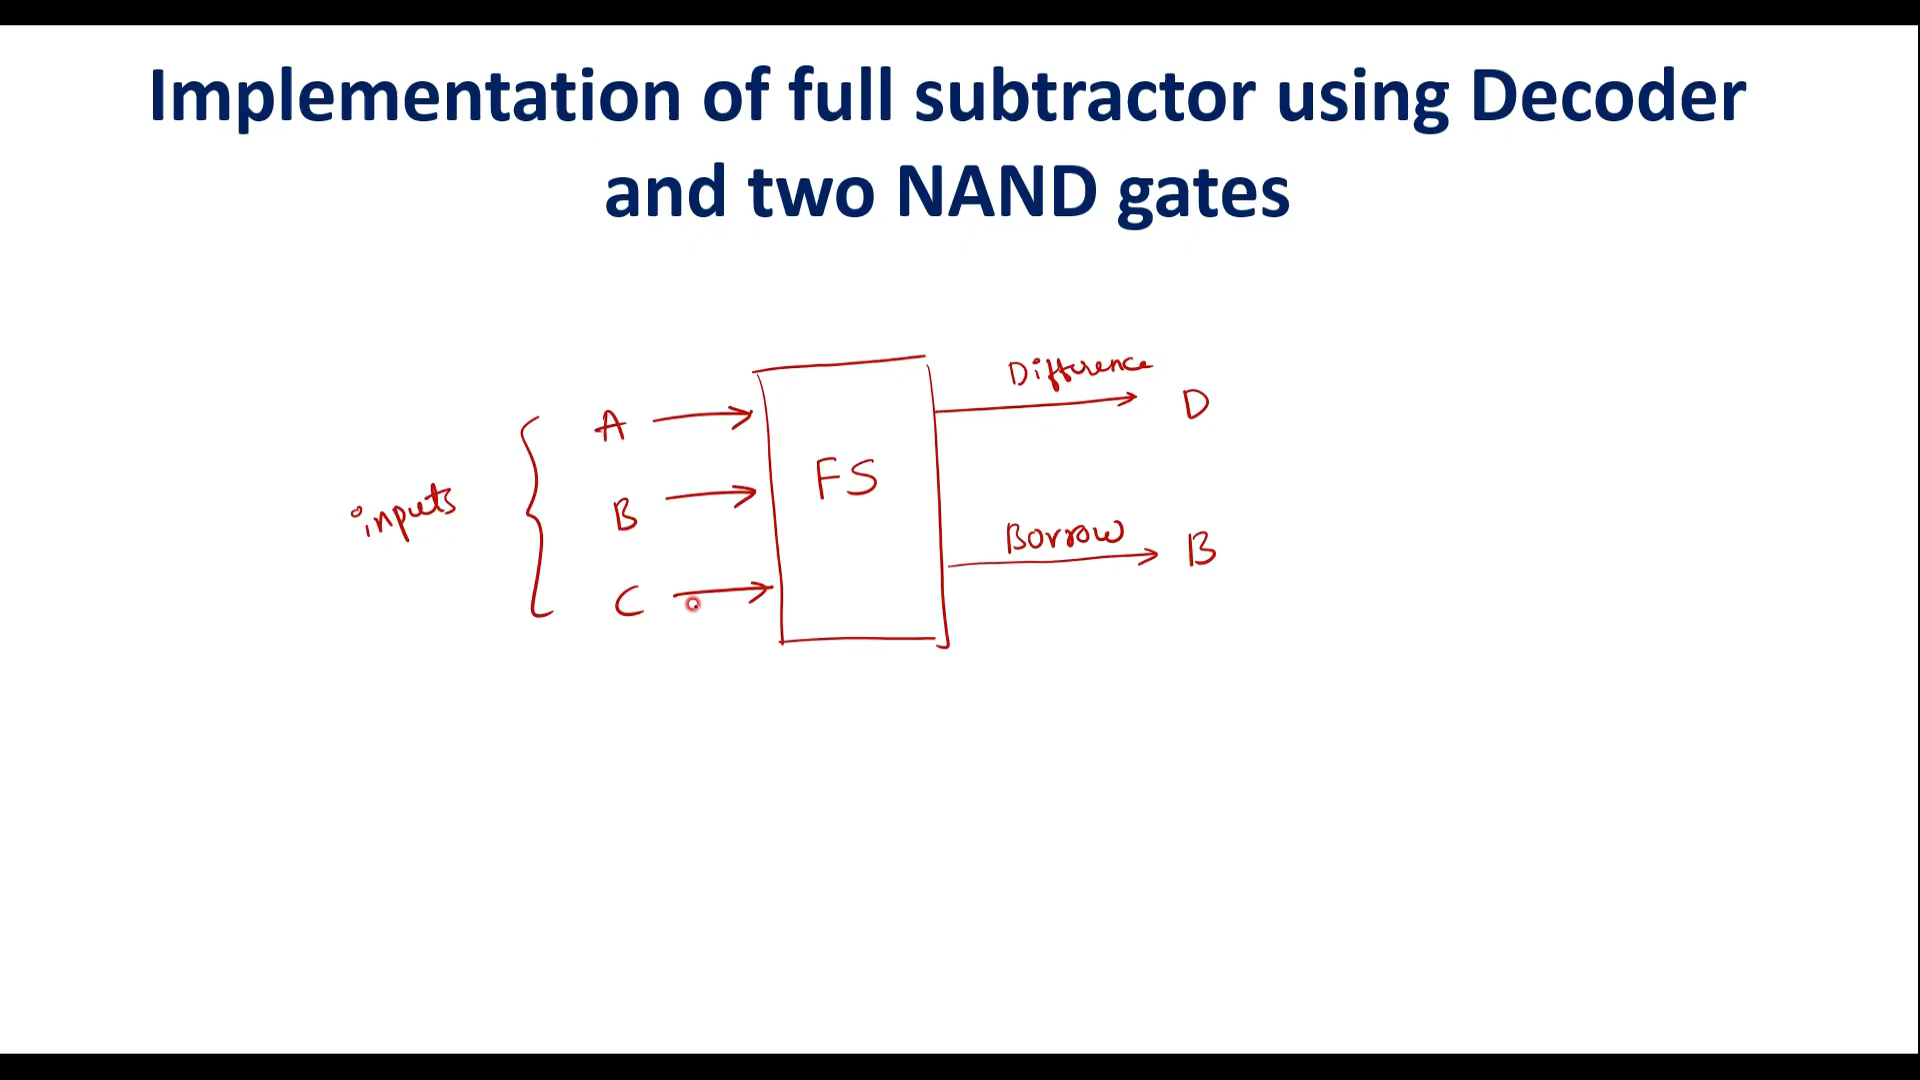 Implementation of full subtractor using Decoder
and two NAND gates
Difference
A
D
FS
inputs
B
Borrow
B
C